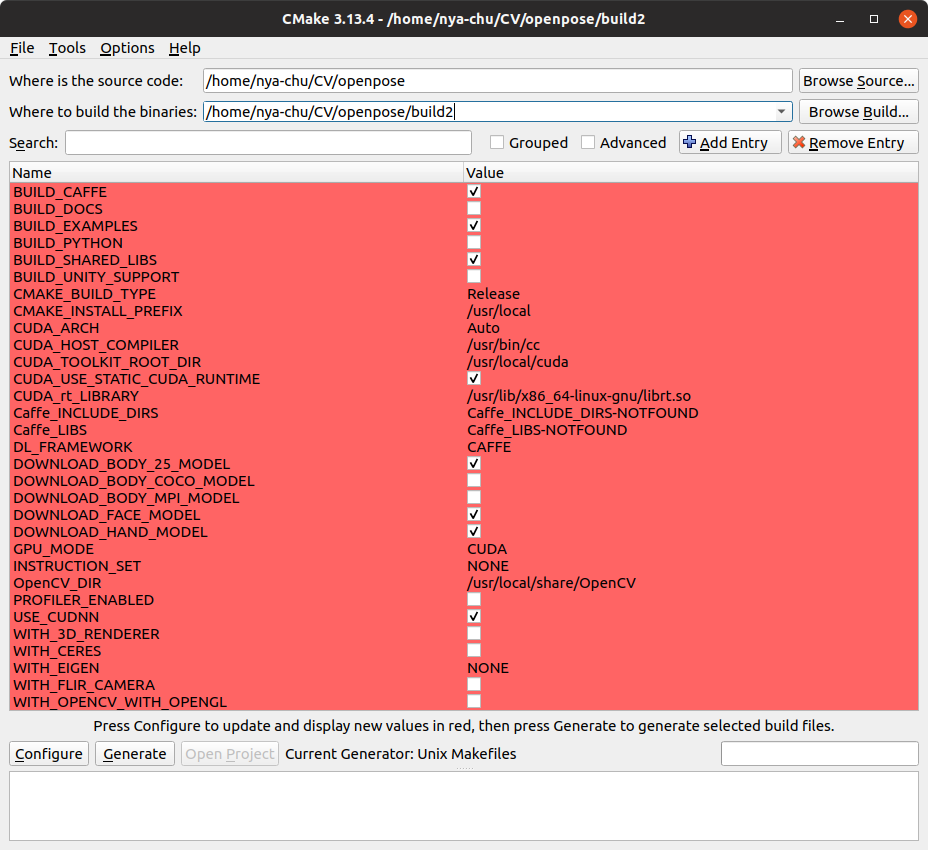 CMake 3.13.4 - /home/nya-chu/CV/openpose/build2
File Tools Options Help
Where is the source code: /home/nya-chu/CV/openpose Browse Source...
Where to build the binaries: /home/nya-chu/CV/openpose/build2 Browse Build...
Search: Grouped Advanced Add Entry Remove Entry
Name Value
BUILD_CAFFE
BUILD_DOCS
BUILD_EXAMPLES
BUILD_PYTHON
BUILD_SHARED_LIBS
BUILD_UNITY_SUPPORT
CMAKE_BUILD_TYPE Release
CMAKE_INSTALL_PREFIX /usr/local
CUDA_ARCH Auto
CUDA_HOST_COMPILER /usr/bin/cc
CUDA_TOOLKIT_ROOT_DIR /usr/local/cuda
CUDA_USE_STATIC_CUDA_RUNTIME
CUDA_rt_LIBRARY /usr/lib/x86_64-linux-gnu/librt.so
Caffe_INCLUDE_DIRS Caffe_INCLUDE_DIRS-NOTFOUND
Caffe_LIBS Caffe_LIBS-NOTFOUND
DL_FRAMEWORK CAFFE
DOWNLOAD_BODY_25_MODEL
DOWNLOAD_BODY_COCO_MODEL
DOWNLOAD_BODY_MPI_MODEL
DOWNLOAD_FACE_MODEL
DOWNLOAD_HAND_MODEL
GPU_MODE CUDA
INSTRUCTION_SET NONE
OpenCV_DIR /usr/local/share/OpenCV
PROFILER_ENABLED
USE_CUDNN
WITH_3D_RENDERER
WITH_CERES
WITH_EIGEN NONE
WITH_FLIR_CAMERA
WITH_OPENCV_WITH_OPENGL
Press Configure to update and display new values in red, then press Generate to generate selected build files.
Configure Generate Open Project Current Generator: Unix Makefiles